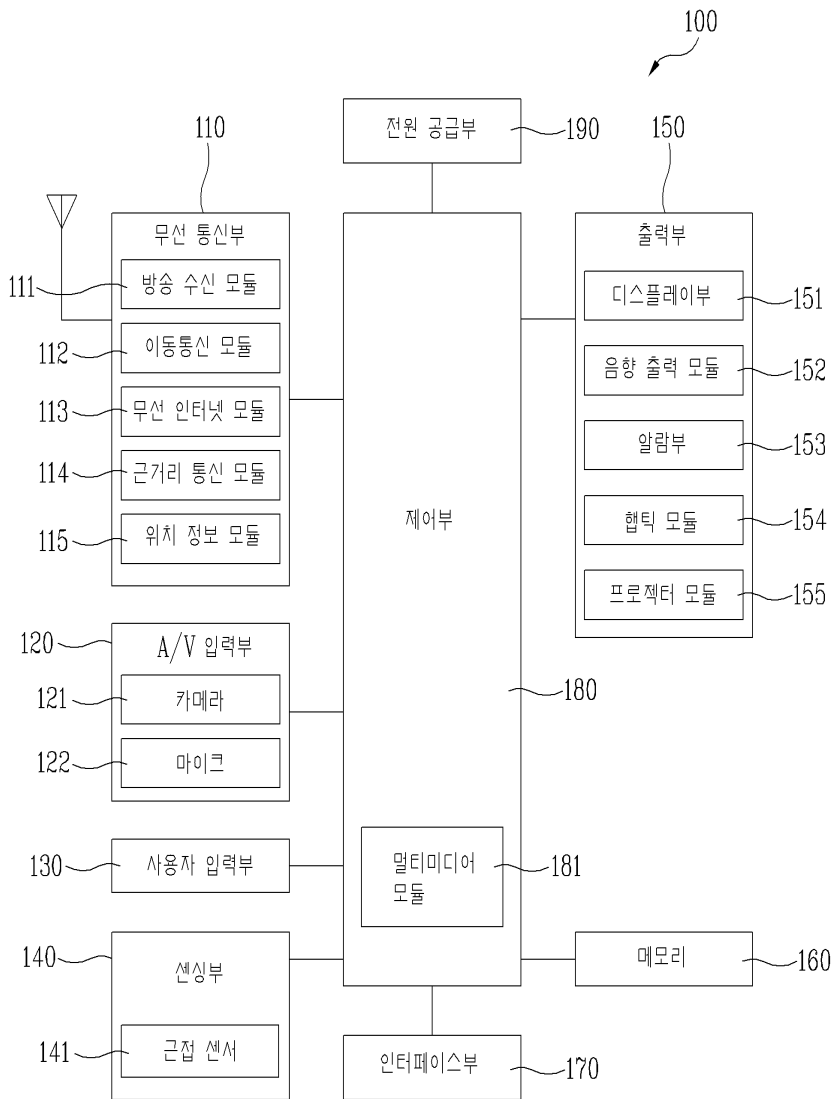 100
전원 공급부
190
110
무선 통신부
111
방송 수신 모듈
112
이동통신 모듈
113
무선 인터넷 모듈
114
근거리 통신 모듈
115
위치 정보 모듈
120
A/V 입력부
121
카메라
122
마이크
130
사용자 입력부
140
센싱부
141
근접 센서
제어부
180
멀티미디어
모듈
181
인터페이스부
170
150
출력부
디스플레이부
151
음향 출력 모듈
152
알람부
153
햅틱 모듈
154
프로젝터 모듈
155
메모리
160